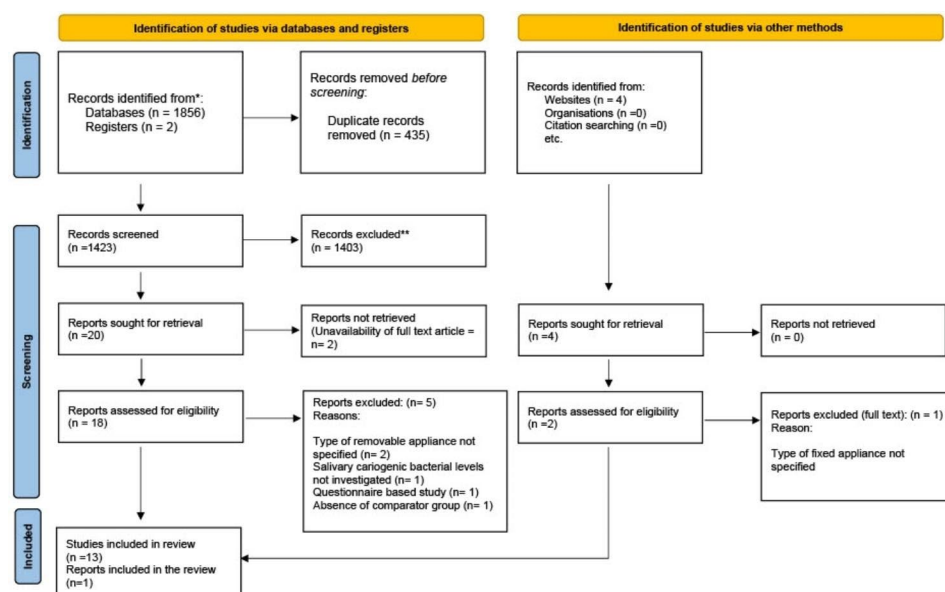 Identification of studies via databases and registers
Identification of studies via other methods
Identification
Records identified from*:
Databases (n = 1856)
Registers (n = 2)
Records removed before
screening:
Duplicate records
removed (n = 435)
Records identified from:
Websites (n = 4)
Organisations (n =0)
Citation searching (n =0)
etc.
Screening
Records screened
(n =1423)
Records excluded**
(n = 1403)
Reports sought for retrieval
(n =20)
Reports not retrieved
(Unavailability of full text article =
n= 2)
Reports sought for retrieval
(n =4)
Reports not retrieved
(n = 0)
Reports assessed for eligibility
(n = 18)
Reports excluded: (n= 5)
Reasons:
Type of removable appliance not
specified (n= 2)
Salivary cariogenic bacterial levels
not investigated (n= 1)
Questionnaire based study (n= 1)
Absence of comparator group (n= 1)
Reports assessed for eligibility
(n =2)
Reports excluded (full text): (n = 1)
Reason:
Type of fixed appliance not
specified
Included
Studies included in review
(n =13)
Reports included in the review
(n=1)